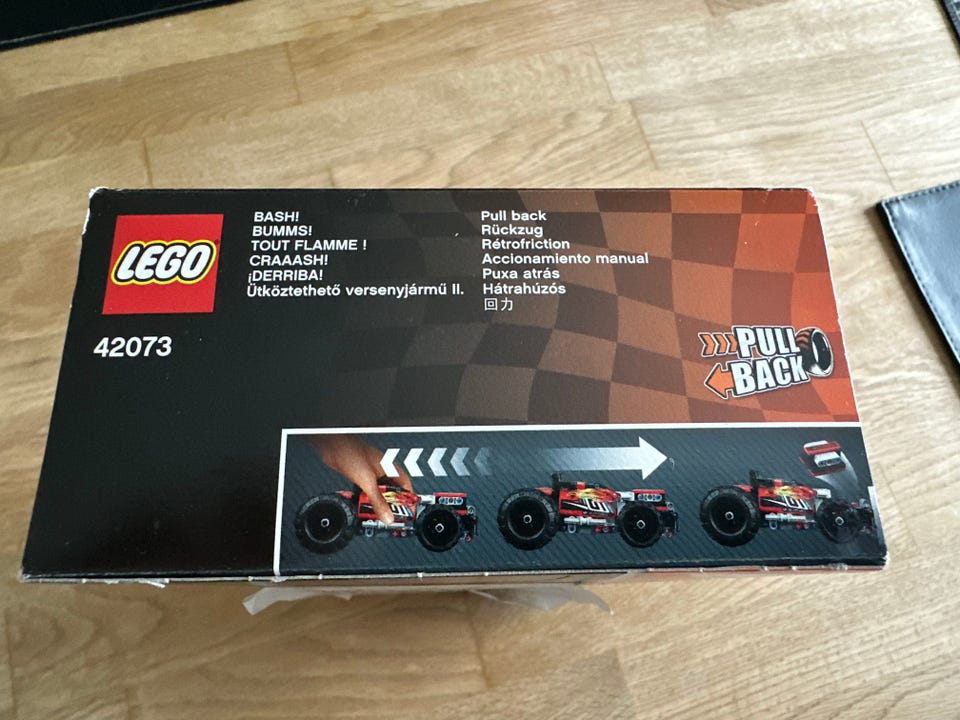 LEGO
42073
BASH!
BUMMS!
TOUT FLAMME !
CRAAASH!
¡DERRIBA!
Ütköztethető versenyjármű II.
Pull back
Rückzug
Rétrofriction
Accionamiento manual
Puxa atrás
Hátrahúzós
回力
PULL
BACK